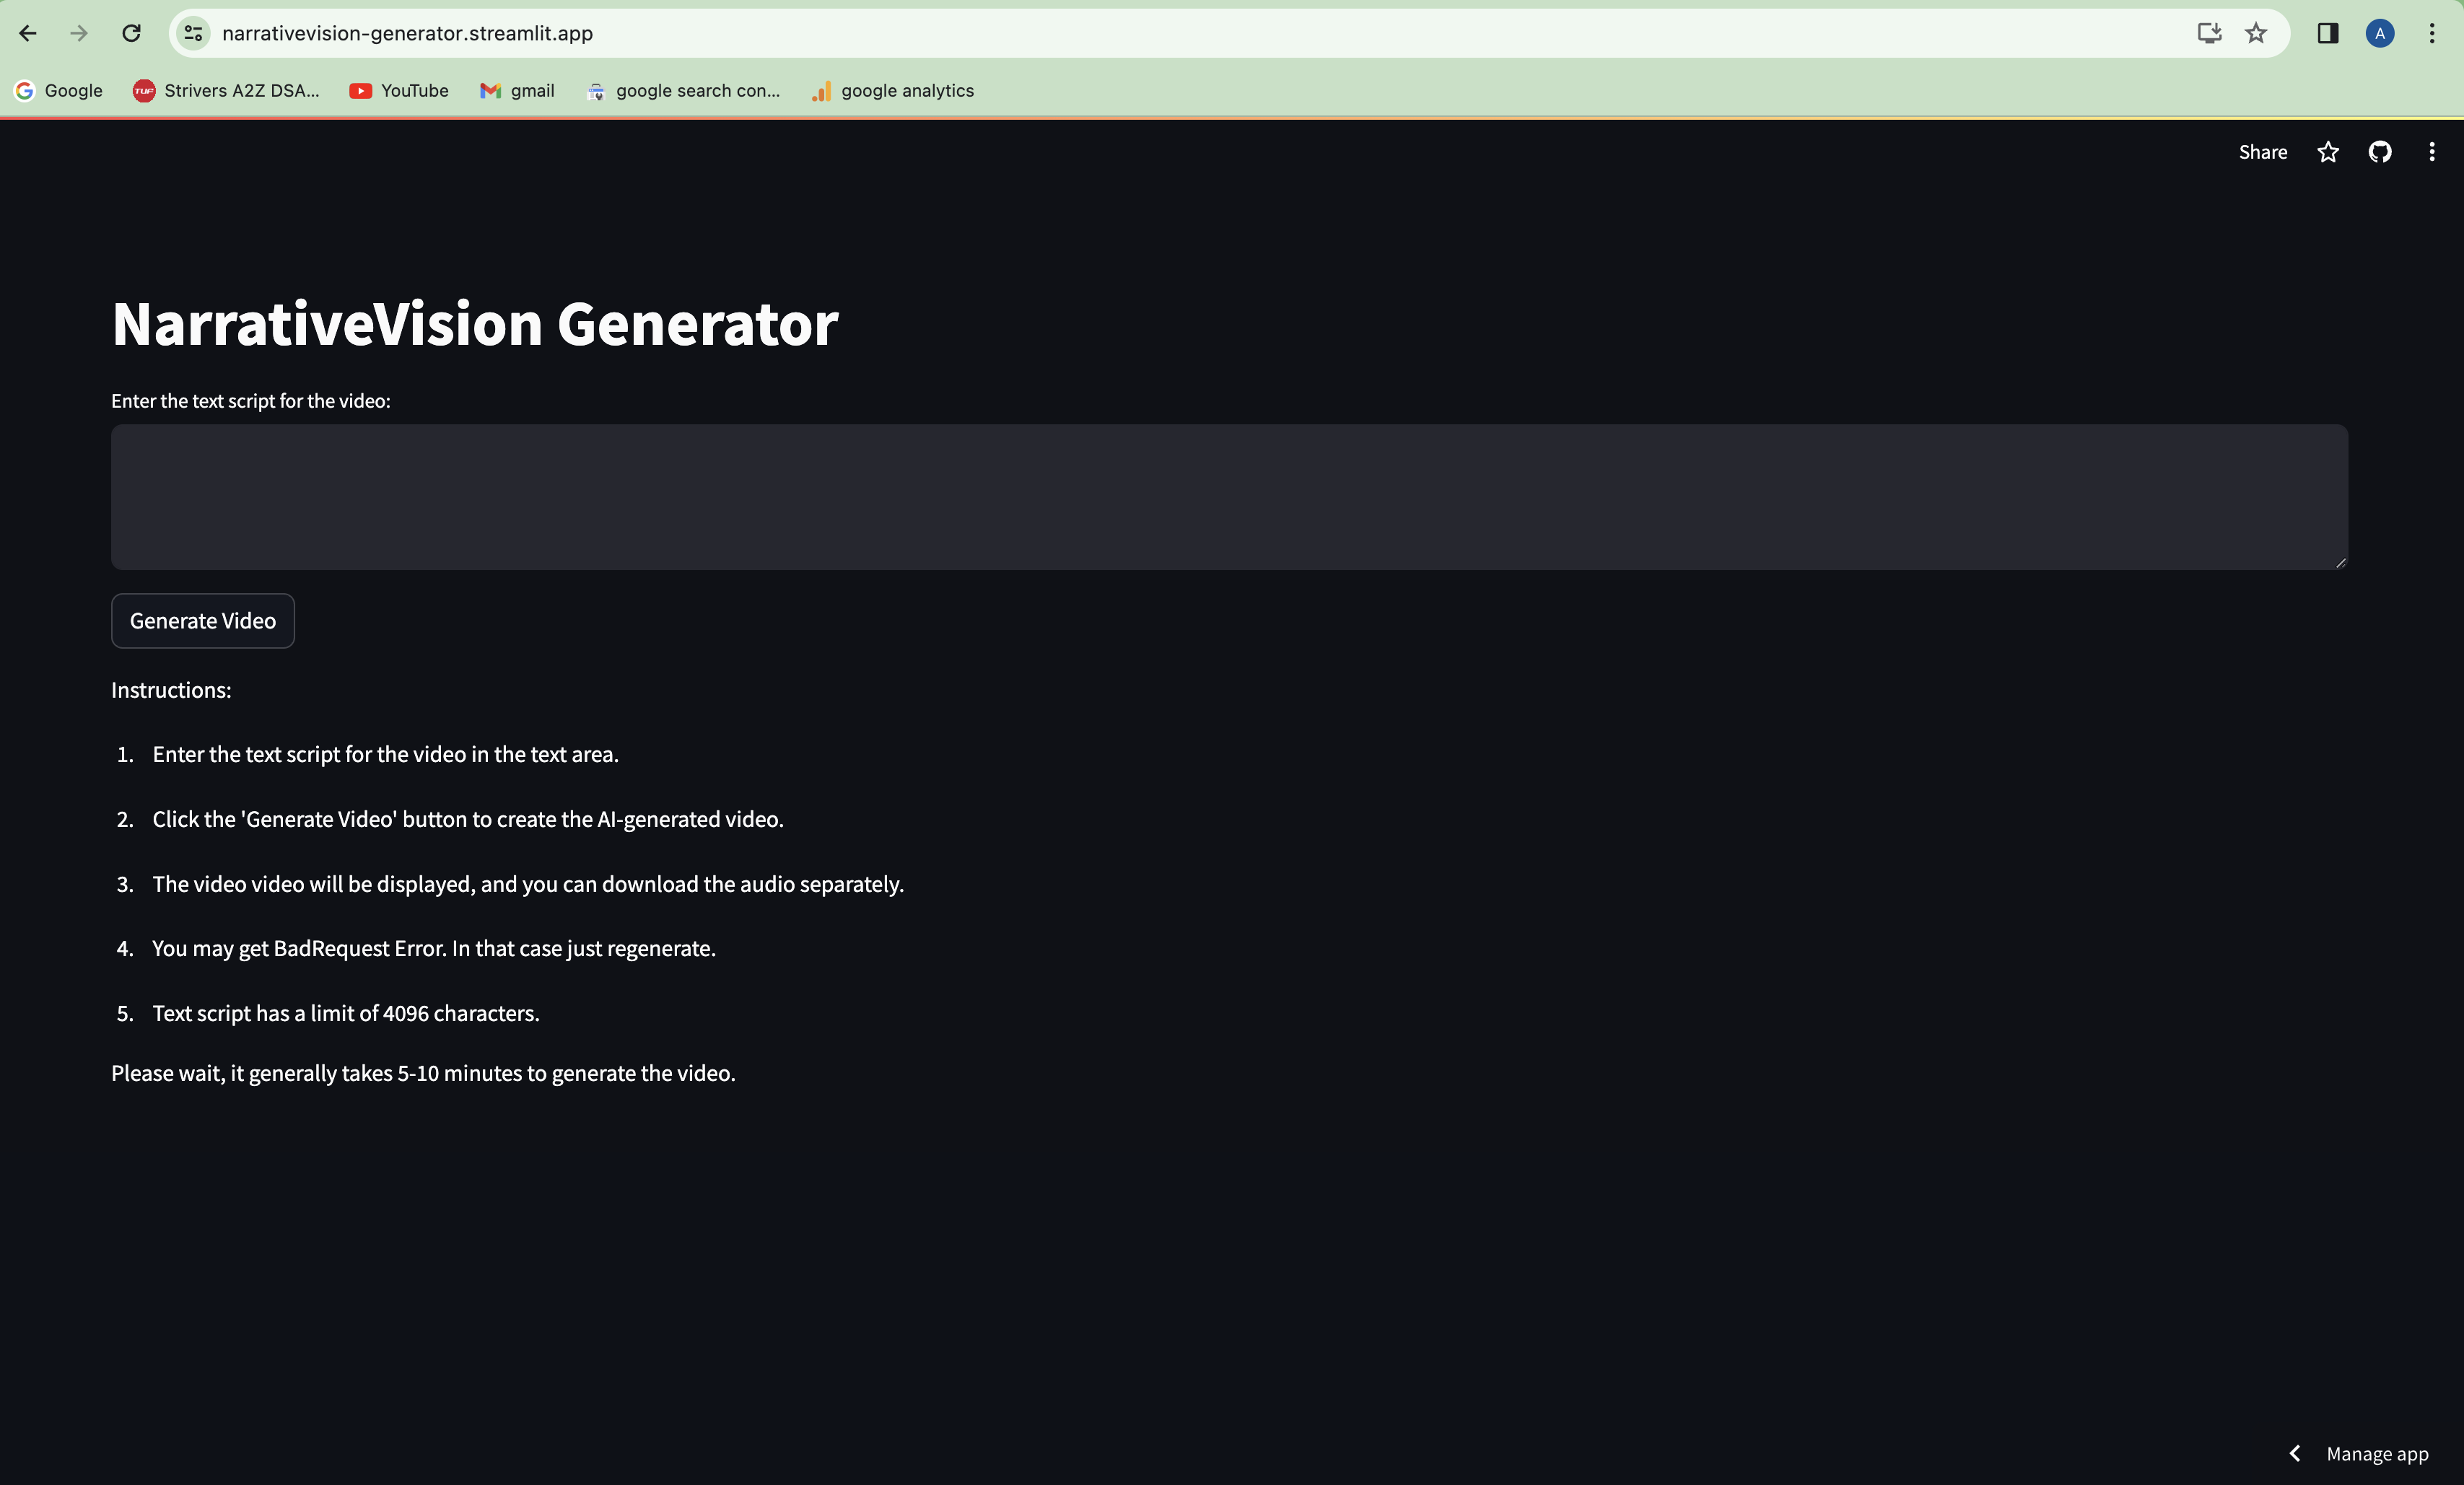 narrativevision-generator.streamlit.app
A
Google
TUF
Strivers A2Z DSA...
YouTube
gmail
google search con...
google analytics
Share
NarrativeVision Generator
Enter the text script for the video:
Generate Video
Instructions:
1. Enter the text script for the video in the text area.
2. Click the 'Generate Video' button to create the AI-generated video.
3. The video video will be displayed, and you can download the audio separately.
4. You may get BadRequest Error. In that case just regenerate.
5. Text script has a limit of 4096 characters.
Please wait, it generally takes 5-10 minutes to generate the video.
Manage app